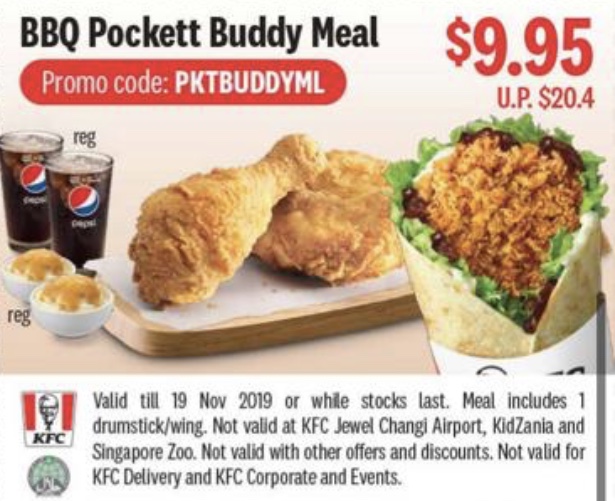 BBQ Pockett Buddy Meal
$9.95
Promo code: PKTBUDDYML
U.P. $20.4
reg
pepsi
pepsi
reg
Valid till 19 Nov 2019 or while stocks last. Meal includes 1
drumstick/wing. Not valid at KFC Jewel Changi Airport, KidZania and
Singapore Zoo. Not valid with other offers and discounts. Not valid for
KFC Delivery and KFC Corporate and Events.
KFC